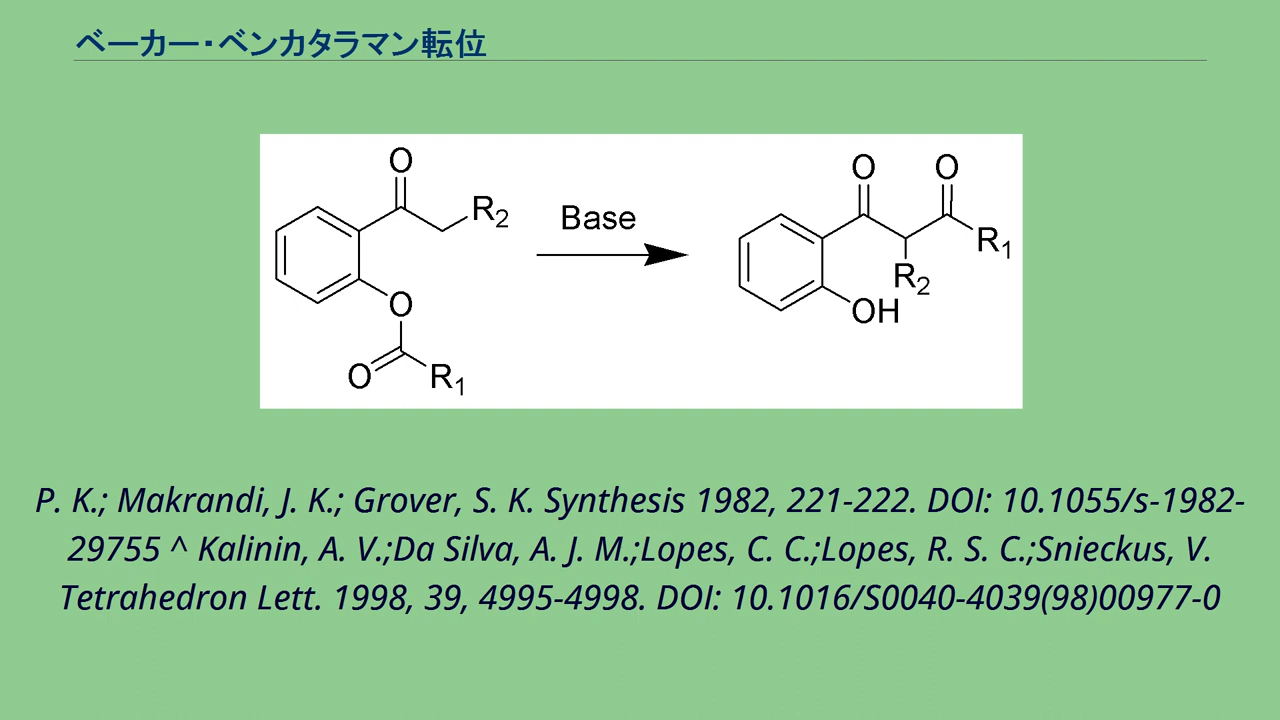 ベーカー・ベンカタラマン転位
O
R2
O
O
R1
Base
O
O
R1
R2
OH
P. K.; Makrandi, J. K.; Grover, S. K. Synthesis 1982, 221-222. DOI: 10.1055/s-1982-
29755 ^ Kalinin, A. V.;Da Silva, A. J. M.;Lopes, C. C.;Lopes, R. S. C.;Snieckus, V.
Tetrahedron Lett. 1998, 39, 4995-4998. DOI: 10.1016/S0040-4039(98)00977-0